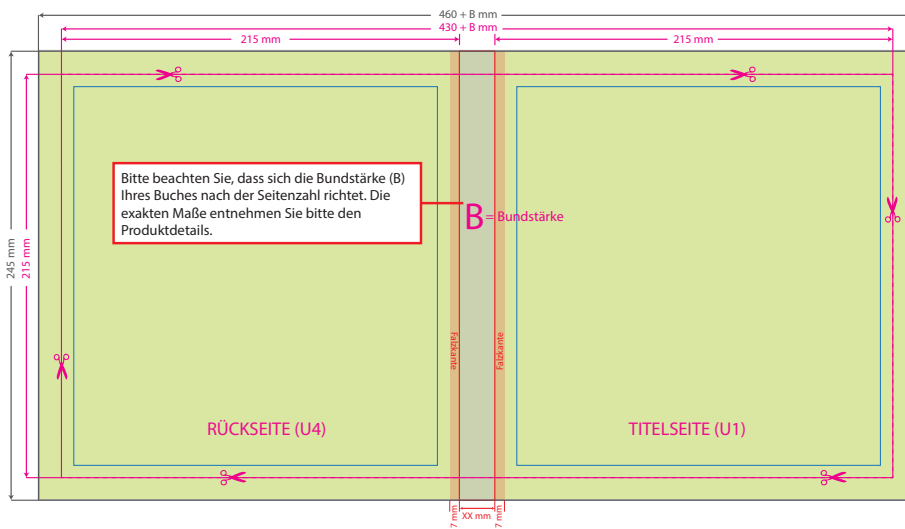 460 + B mm
430 + B mm
215 mm
215 mm
245 mm
215 mm
Bitte beachten Sie, dass sich die Bundstärke (B)
Ihres Buches nach der Seitenzahl richtet. Die
exakten Maße entnehmen Sie bitte den
Produktdetails.
B = Bundstärke
Falzkante
Falzkante
RÜCKSEITE (U4)
TITELSEITE (U1)
7 mm
XX mm
7 mm